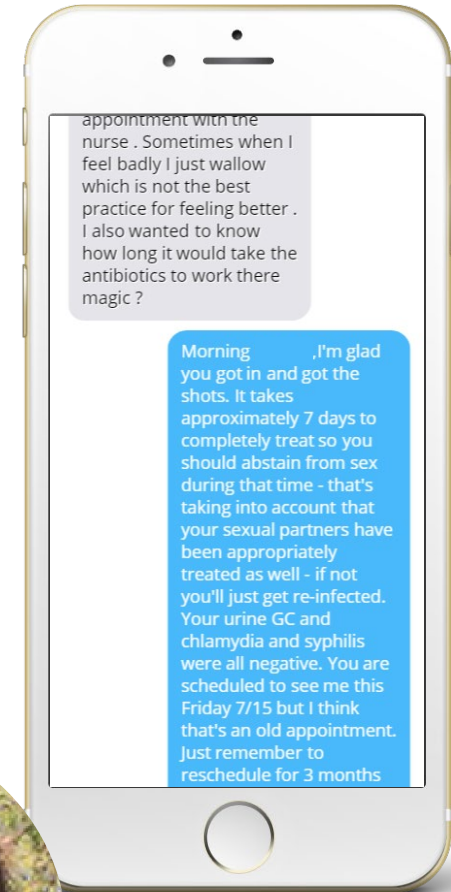 appointment with the
nurse . Sometimes when I
feel badly I just wallow
which is not the best
practice for feeling better .
I also wanted to know
how long it would take the
antibiotics to work there
magic ?
Morning ,I'm glad
you got in and got the
shots. It takes
approximately 7 days to
completely treat so you
should abstain from sex
during that time - that's
taking into account that
your sexual partners have
been appropriately
treated as well - if not
you'll just get re-infected.
Your urine GC and
chlamydia and syphilis
were all negative. You are
scheduled to see me this
Friday 7/15 but I think
that's an old appointment.
Just remember to
reschedule for 3 months